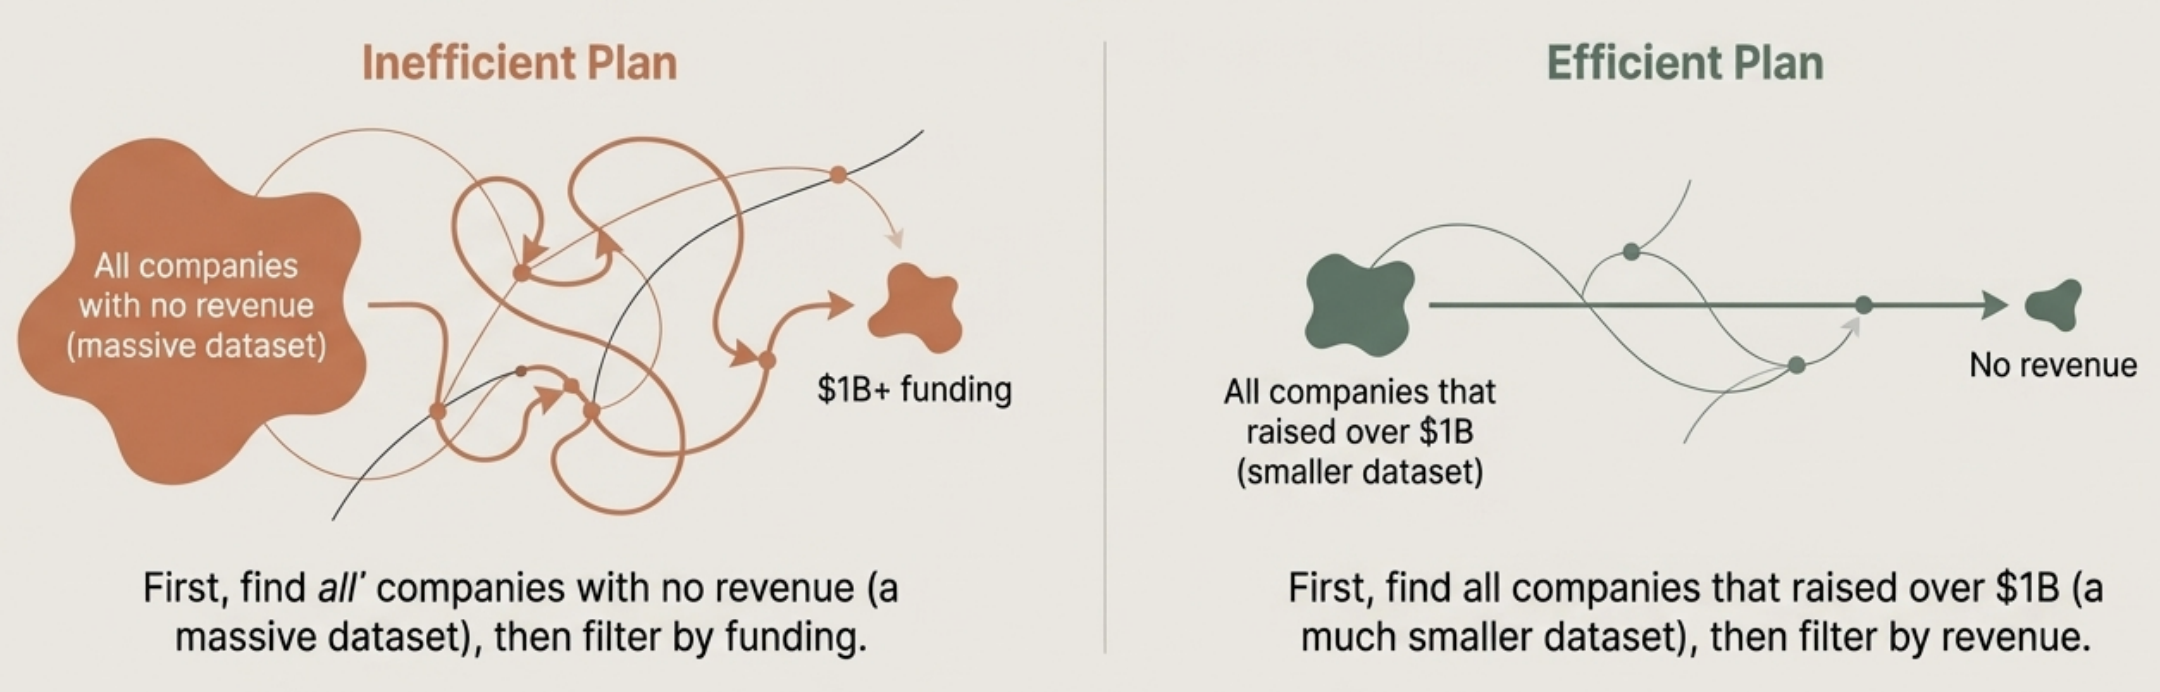 Inefficient Plan
All companies
with no revenue
(massive dataset)
$1B+ funding
First, find all’ companies with no revenue (a
massive dataset), then filter by funding.
Efficient Plan
All companies that
raised over $1B
(smaller dataset)
No revenue
First, find all companies that raised over $1B (a
much smaller dataset), then filter by revenue.